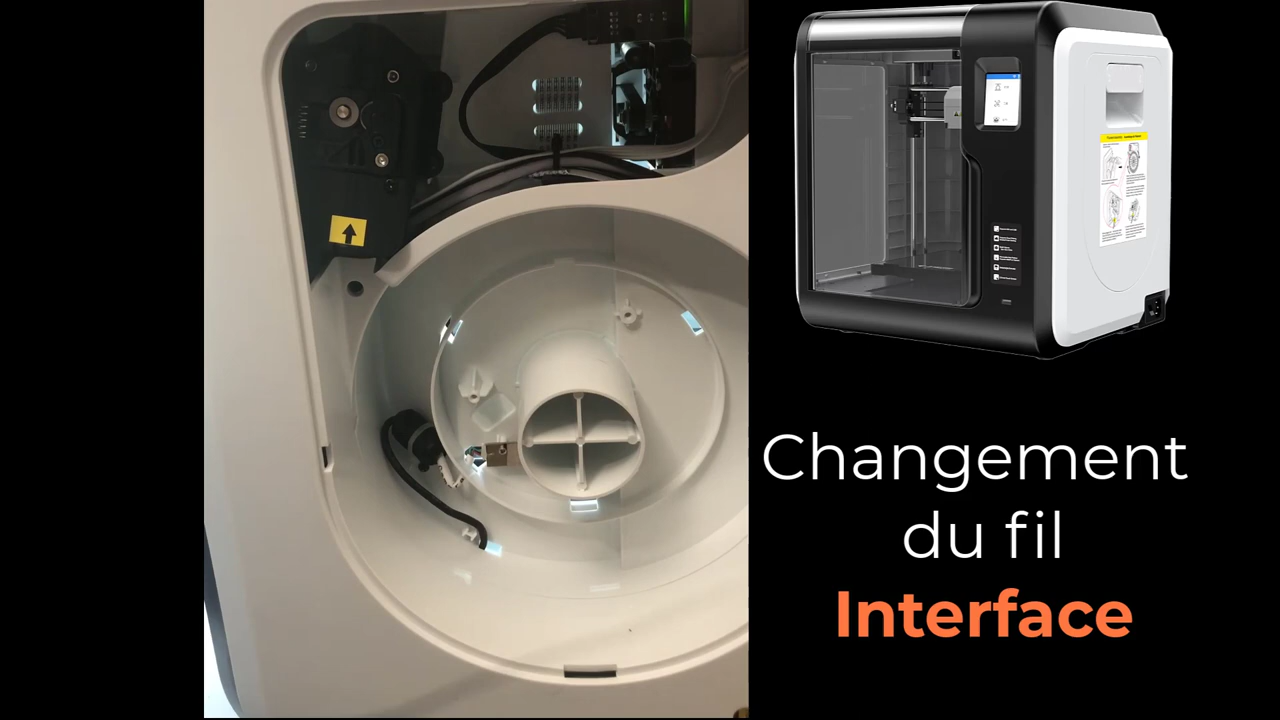 Changement
du fil
Interface